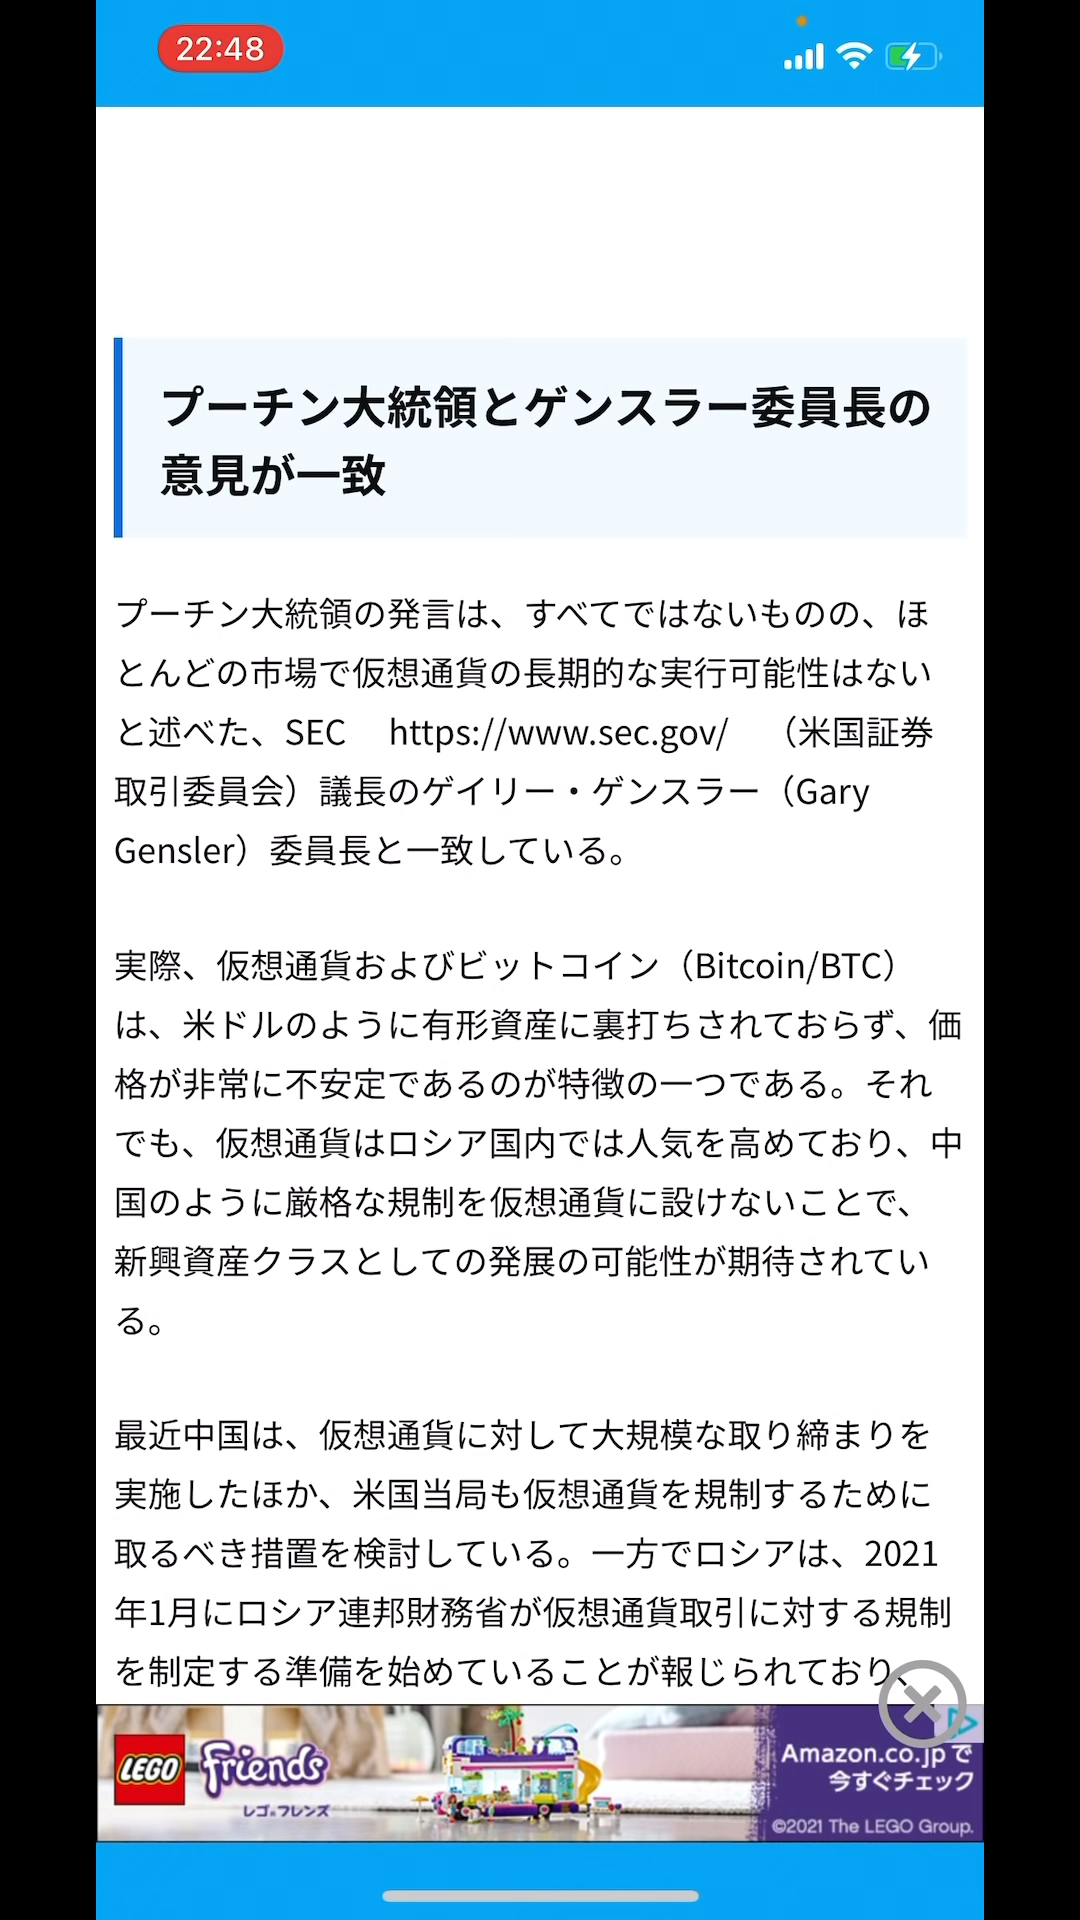 22:48
プーチン大統領とゲンスラー委員長の
意見が一致
プーチン大統領の発言は、すべてではないものの、ほ
とんどの市場で仮想通貨の長期的な実行可能性はない
と述べた、SEC　https://www.sec.gov/　（米国証券
取引委員会）議長のゲイリー・ゲンスラー（Gary
Gensler）委員長と一致している。
実際、仮想通貨およびビットコイン（Bitcoin/BTC）
は、米ドルのように有形資産に裏打ちされておらず、価
格が非常に不安定であるのが特徴の一つである。それ
でも、仮想通貨はロシア国内では人気を高めており、中
国のように厳格な規制を仮想通貨に設けないことで、
新興資産クラスとしての発展の可能性が期待されてい
る。
最近中国は、仮想通貨に対して大規模な取り締まりを
実施したほか、米国当局も仮想通貨を規制するために
取るべき措置を検討している。一方でロシアは、2021
年1月にロシア連邦財務省が仮想通貨取引に対する規制
を制定する準備を始めていることが報じられており、
LEGO Friends
レゴ®フレンズ
Amazon.co.jpで
今すぐチェック
©2021 The LEGO Group.